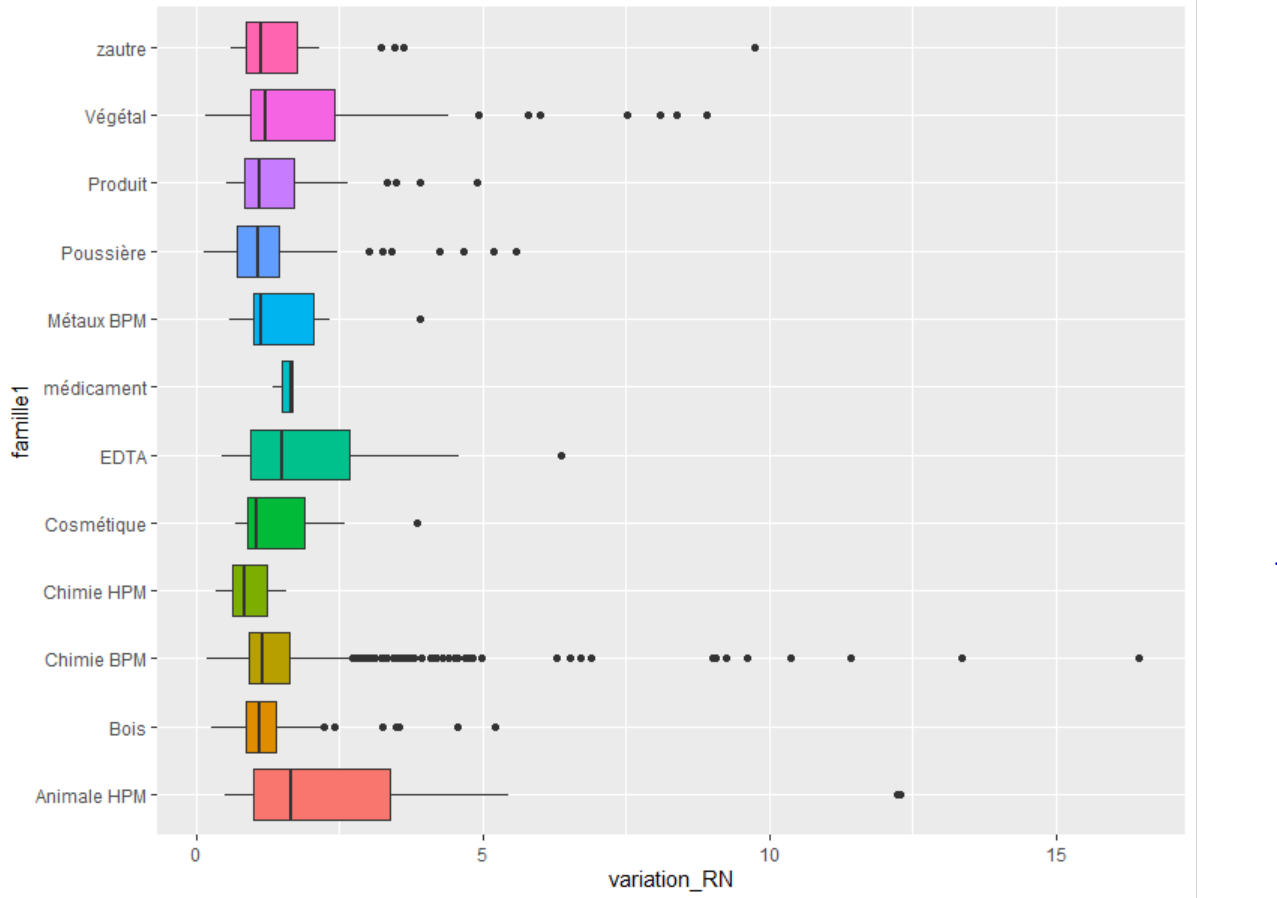 zautre
Végétal
Produit
Poussière
Métaux BPM
médicament
EDTA
Cosmétique
Chimie HPM
Chimie BPM
Bois
Animale HPM
famille1
0 5 10 15
variation_RN